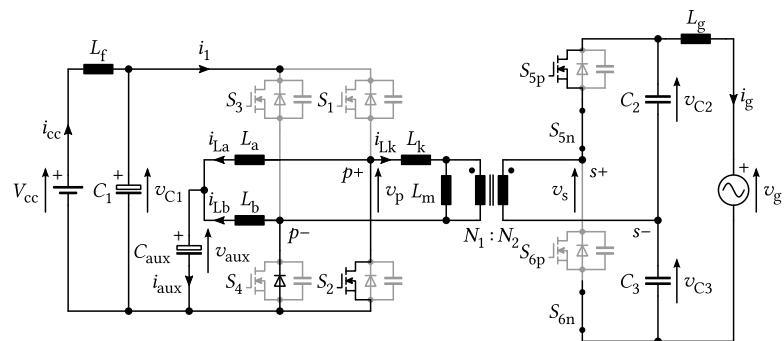 L_f
i_1
S_3
S_1
i_cc
V_cc
+
C_1
+
v_C1
i_La
L_a
i_Lk
L_k
p+
i_Lb
L_b
p−
v_p
L_m
C_aux
+
v_aux
i_aux
S_4
S_2
N_1 : N_2
v_s
s+
s−
S_5p
S_5n
S_6p
S_6n
C_2
v_C2
C_3
v_C3
L_g
i_g
+
v_g